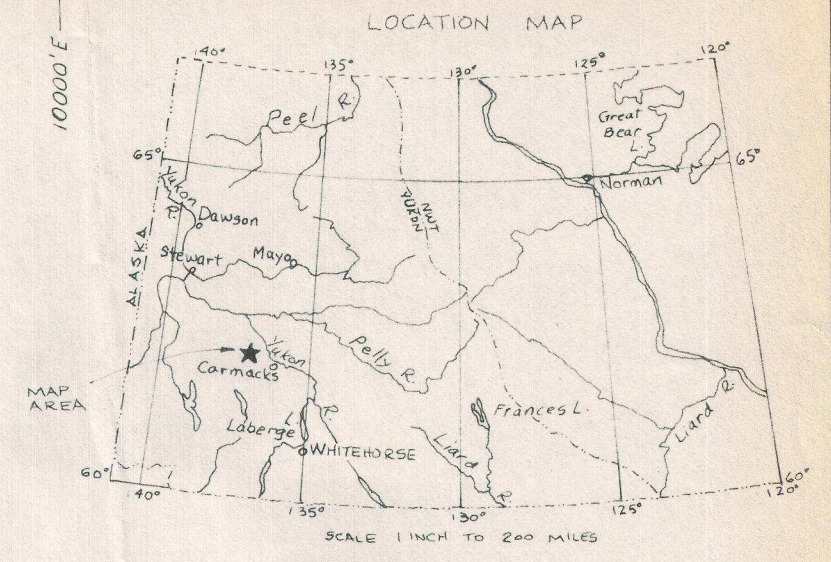 LOCATION MAP
10000'E
140°
135°
130°
125°
120°
Peel R.
Great
Bear
L.
65°
65°
Norman
Yukon
R.
Dawson
YUKON
NWT
ALASKA
Stewart
Mayo
Yukon
Pelly R.
Carmacks
MAP
AREA
R.
Laberge L.
Frances L.
Liard R.
WHITEHORSE
Liard
R.
60°
60°
140°
135°
130°
125°
120°
SCALE 1 INCH TO 200 MILES